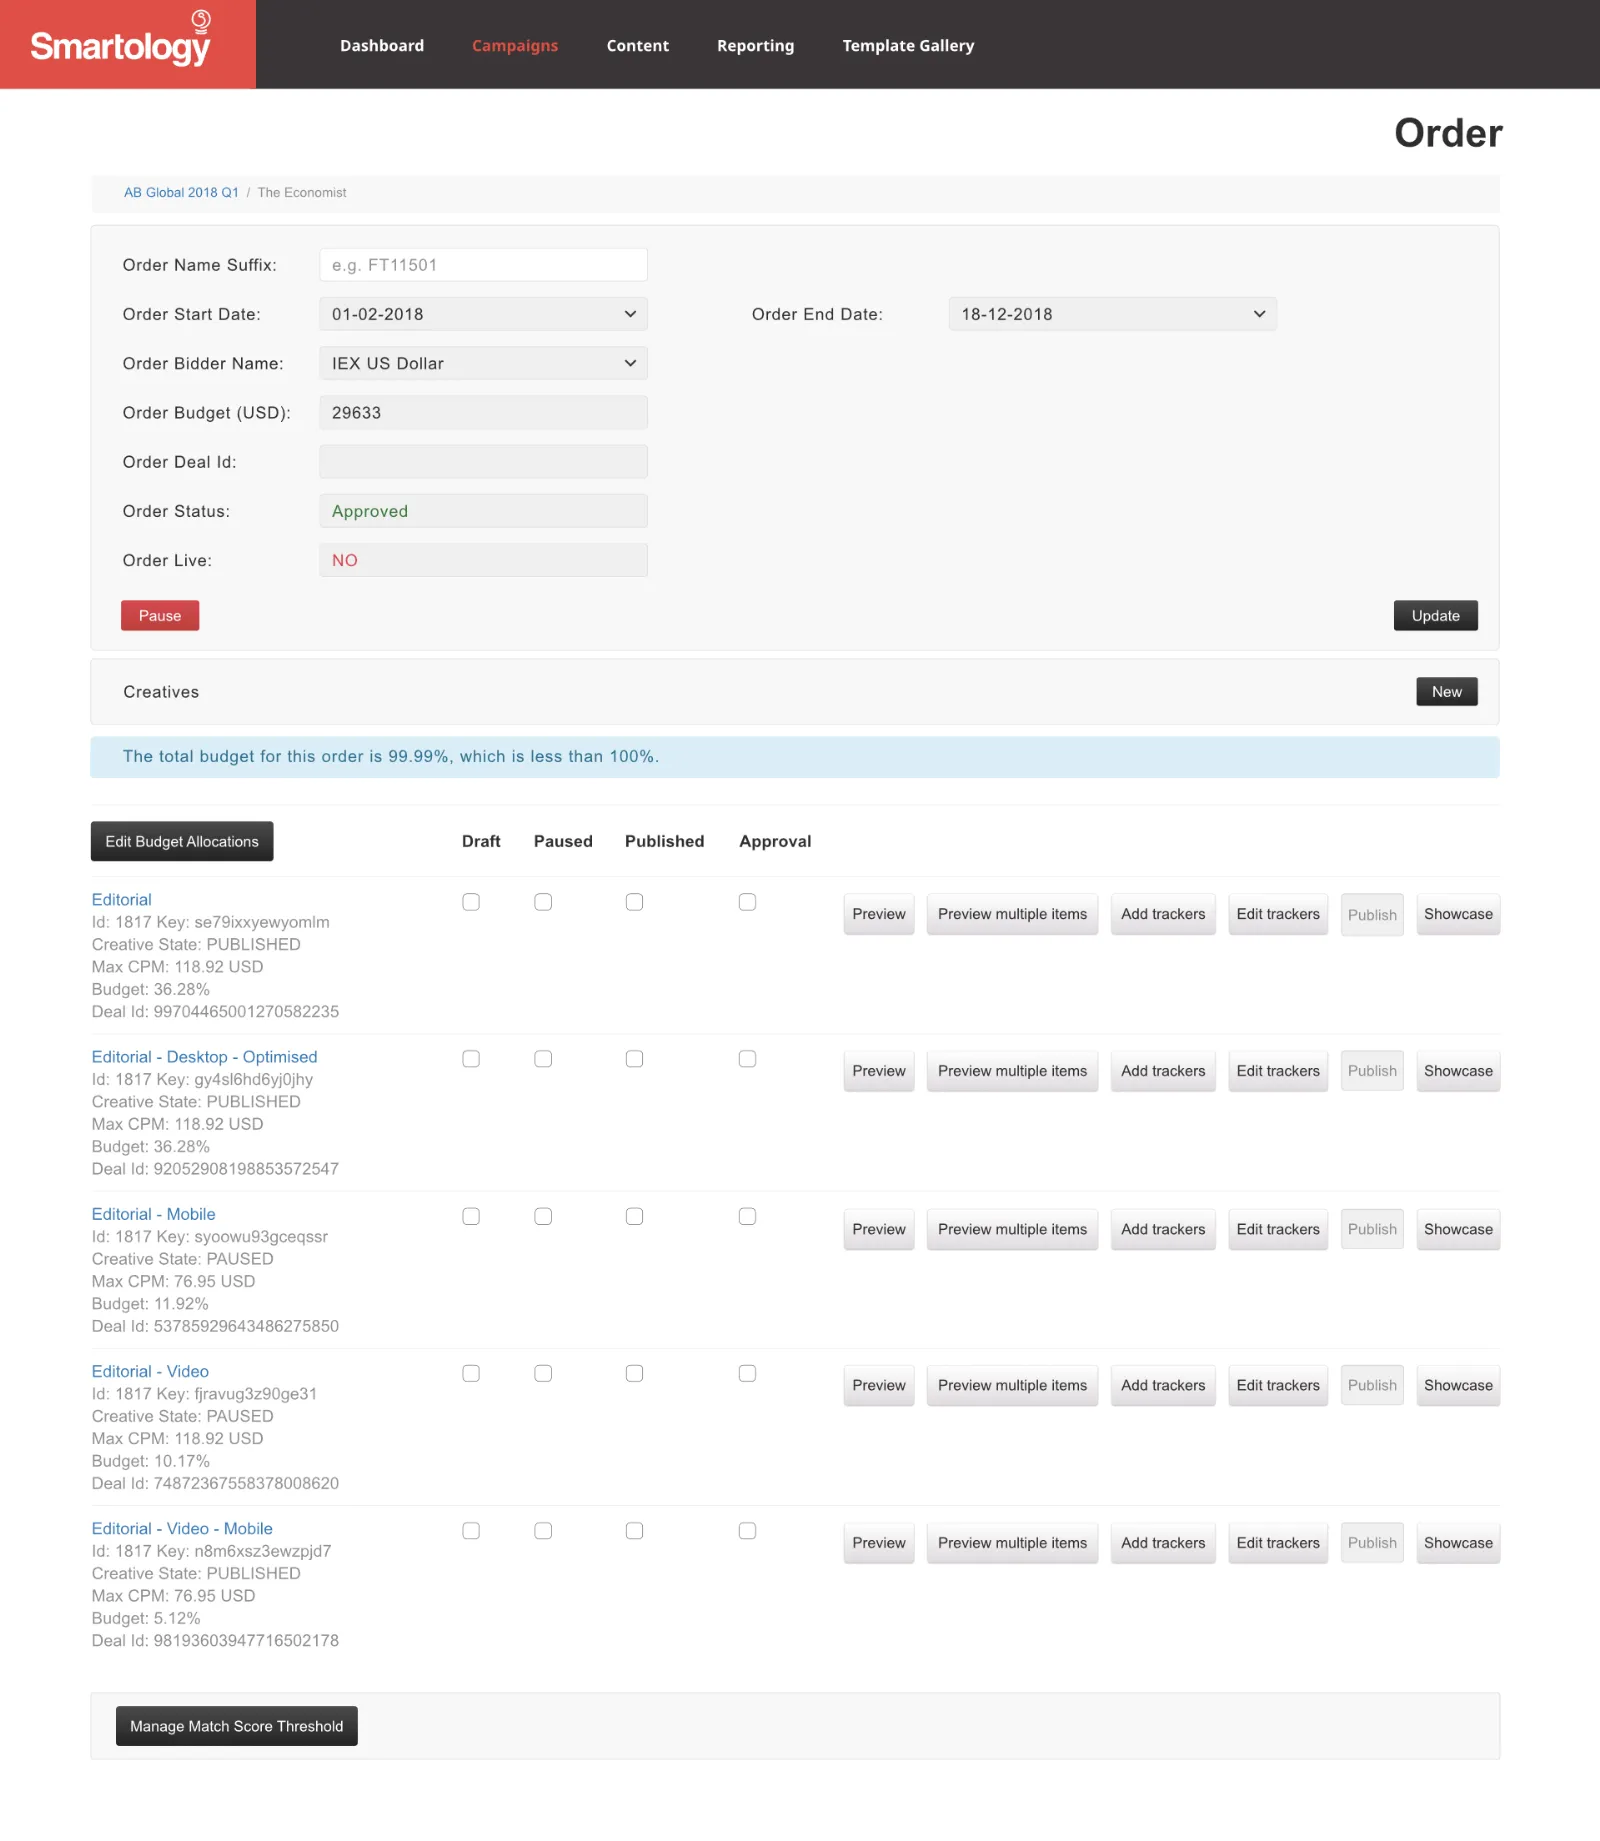 Smartology
Dashboard Campaigns Content Reporting Template Gallery
Order
AB Global 2018 Q1 / The Economist
Order Name Suffix: e.g. FT11501
Order Start Date: 01-02-2018 Order End Date: 18-12-2018
Order Bidder Name: IEX US Dollar
Order Budget (USD): 29633
Order Deal Id:
Order Status: Approved
Order Live: NO
Pause Update
Creatives New
The total budget for this order is 99.99%, which is less than 100%.
Edit Budget Allocations Draft Paused Published Approval
Editorial
Id: 1817 Key: se79ixxyewyomlm
Creative State: PUBLISHED
Max CPM: 118.92 USD
Budget: 36.28%
Deal Id: 99704465001270582235
Preview Preview multiple items Add trackers Edit trackers Publish Showcase
Editorial - Desktop - Optimised
Id: 1817 Key: gy4sl6hd6yj0jhy
Creative State: PUBLISHED
Max CPM: 118.92 USD
Budget: 36.28%
Deal Id: 92052908198853572547
Preview Preview multiple items Add trackers Edit trackers Publish Showcase
Editorial - Mobile
Id: 1817 Key: syoowu93gceqssr
Creative State: PAUSED
Max CPM: 76.95 USD
Budget: 11.92%
Deal Id: 53785929643486275850
Preview Preview multiple items Add trackers Edit trackers Publish Showcase
Editorial - Video
Id: 1817 Key: fjravug3z90ge31
Creative State: PAUSED
Max CPM: 118.92 USD
Budget: 10.17%
Deal Id: 74872367558378008620
Preview Preview multiple items Add trackers Edit trackers Publish Showcase
Editorial - Video - Mobile
Id: 1817 Key: n8m6xsz3ewzpjd7
Creative State: PUBLISHED
Max CPM: 76.95 USD
Budget: 5.12%
Deal Id: 98193603947716502178
Preview Preview multiple items Add trackers Edit trackers Publish Showcase
Manage Match Score Threshold